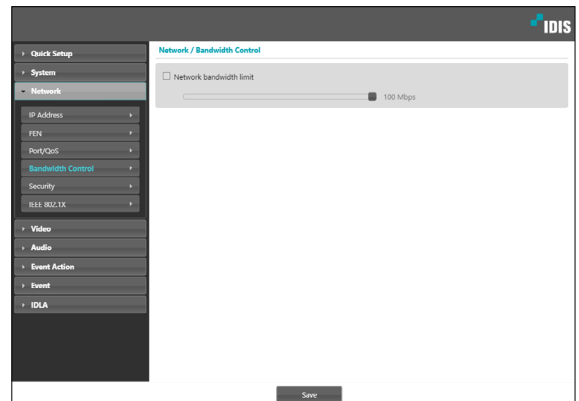 IDIS
Quick Setup
System
Network
IP Address
FEN
Port/QoS
Bandwidth Control
Security
IEEE 802.1X
Video
Audio
Event Action
Event
IDLA
Network / Bandwidth Control
Network bandwidth limit
100 Mbps
Save